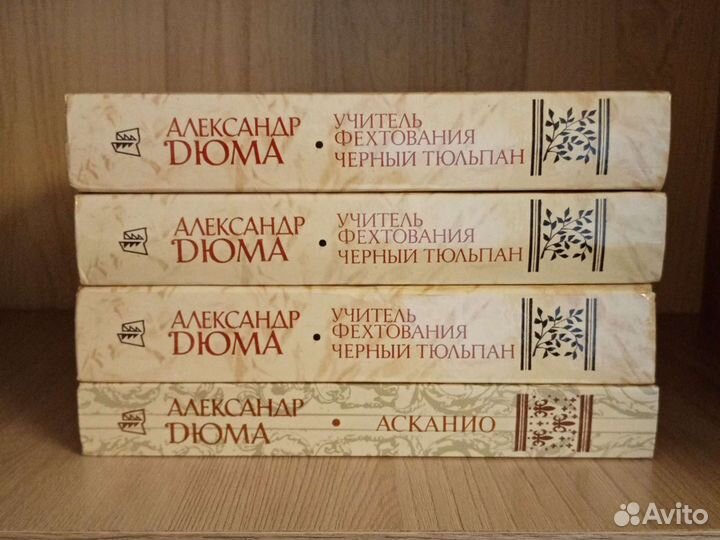 АЛЕКСАНДР
ДЮМА
УЧИТЕЛЬ
ФЕХТОВАНИЯ
ЧЕРНЫЙ ТЮЛЬПАН
АЛЕКСАНДР
ДЮМА
УЧИТЕЛЬ
ФЕХТОВАНИЯ
ЧЕРНЫЙ ТЮЛЬПАН
АЛЕКСАНДР
ДЮМА
УЧИТЕЛЬ
ФЕХТОВАНИЯ
ЧЕРНЫЙ ТЮЛЬПАН
АЛЕКСАНДР
ДЮМА
АСКАНИО
Avito